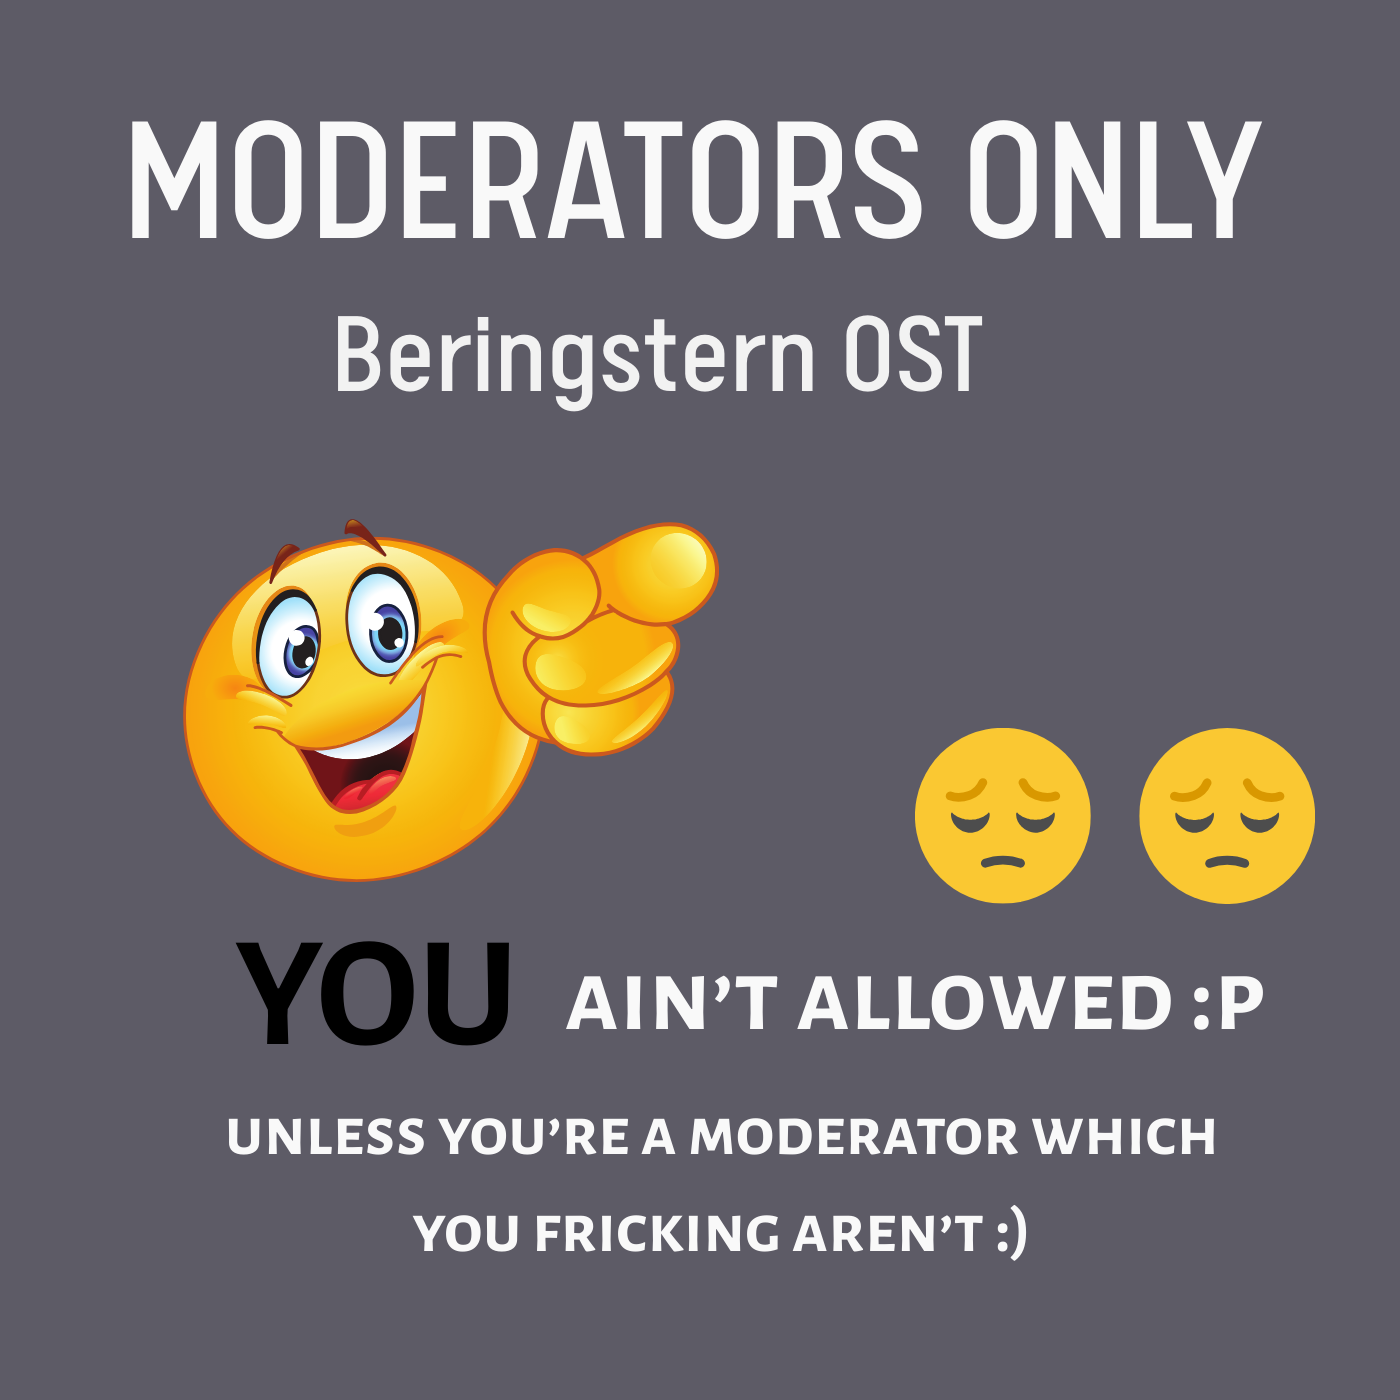 MODERATORS ONLY
Beringstern OST
YOU AIN’T ALLOWED :P
UNLESS YOU’RE A MODERATOR WHICH
YOU FRICKING AREN’T :)